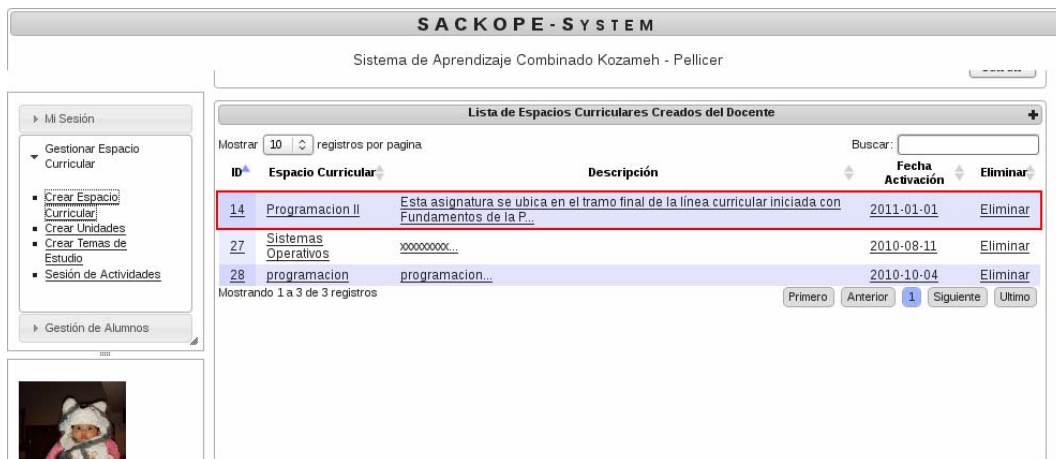 SACKOPE-SYSTEM
Sistema de Aprendizaje Combinado Kozameh - Pellicer
Mi Sesión
Gestionar Espacio
Curricular
Crear Espacio
Curricular
Crear Unidades
Crear Temas de
Estudio
Sesión de Actividades
Gestión de Alumnos
Lista de Espacios Curriculares Creados del Docente
Mostrar 10 registros por pagina Buscar:
ID Espacio Curricular Descripción Fecha Activación Eliminar
14 Programacion II Esta asignatura se ubica en el tramo final de la línea curricular iniciada con 2011-01-01 Eliminar
Fundamentos de la P...
27 Sistemas Operativos xxxxxxxxx... 2010-08-11 Eliminar
28 programacion programacion... 2010-10-04 Eliminar
Mostrando 1 a 3 de 3 registros Primero Anterior 1 Siguiente Ultimo